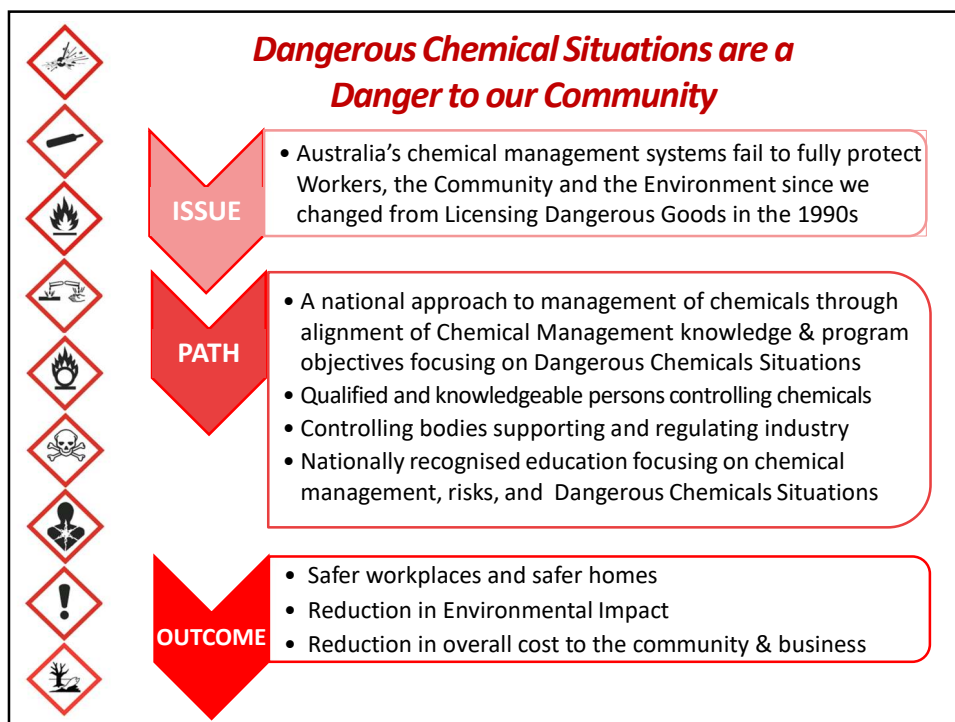 Dangerous Chemical Situations are a
Danger to our Community
ISSUE
• Australia's chemical management systems fail to fully protect
Workers, the Community and the Environment since we
changed from Licensing Dangerous Goods in the 1990s
PATH
• A national approach to management of chemicals through
alignment of Chemical Management knowledge & program
objectives focusing on Dangerous Chemicals Situations
• Qualified and knowledgeable persons controlling chemicals
• Controlling bodies supporting and regulating industry
• Nationally recognised education focusing on chemical
management, risks, and Dangerous Chemicals Situations
OUTCOME
• Safer workplaces and safer homes
• Reduction in Environmental Impact
• Reduction in overall cost to the community & business